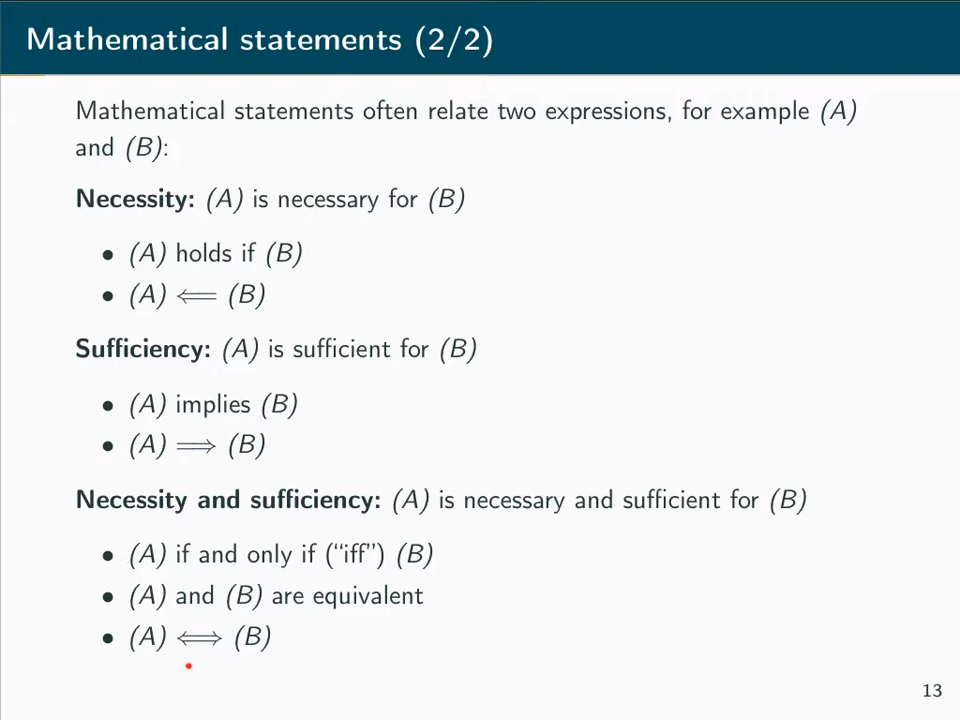 Mathematical statements (2/2)
Mathematical statements often relate two expressions, for example (A)
and (B):
Necessity: (A) is necessary for (B)
• (A) holds if (B)
• (A) ⟸ (B)
Sufficiency: (A) is sufficient for (B)
• (A) implies (B)
• (A) ⟹ (B)
Necessity and sufficiency: (A) is necessary and sufficient for (B)
• (A) if and only if (“iff”) (B)
• (A) and (B) are equivalent
• (A) ⟺ (B)
13